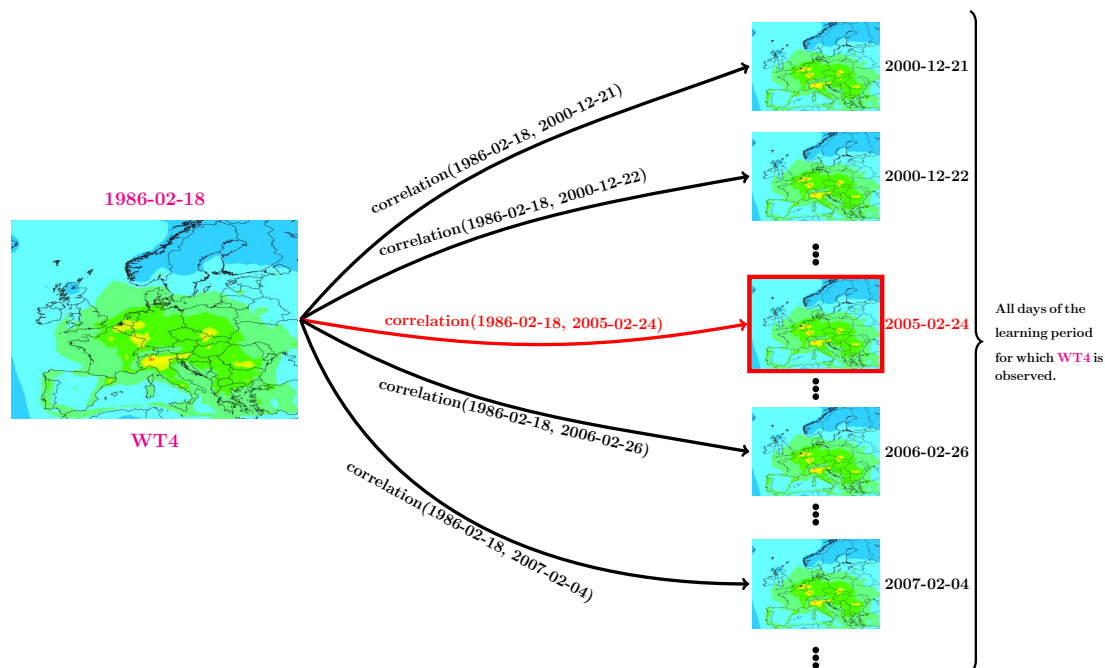 1986-02-18
WT4
correlation(1986-02-18, 2000-12-21)
correlation(1986-02-18, 2000-12-22)
correlation(1986-02-18, 2005-02-24)
correlation(1986-02-18, 2006-02-26)
correlation(1986-02-18, 2007-02-04)
2000-12-21
2000-12-22
2005-02-24
2006-02-26
2007-02-04
All days of the
learning period
for which WT4 is
observed.